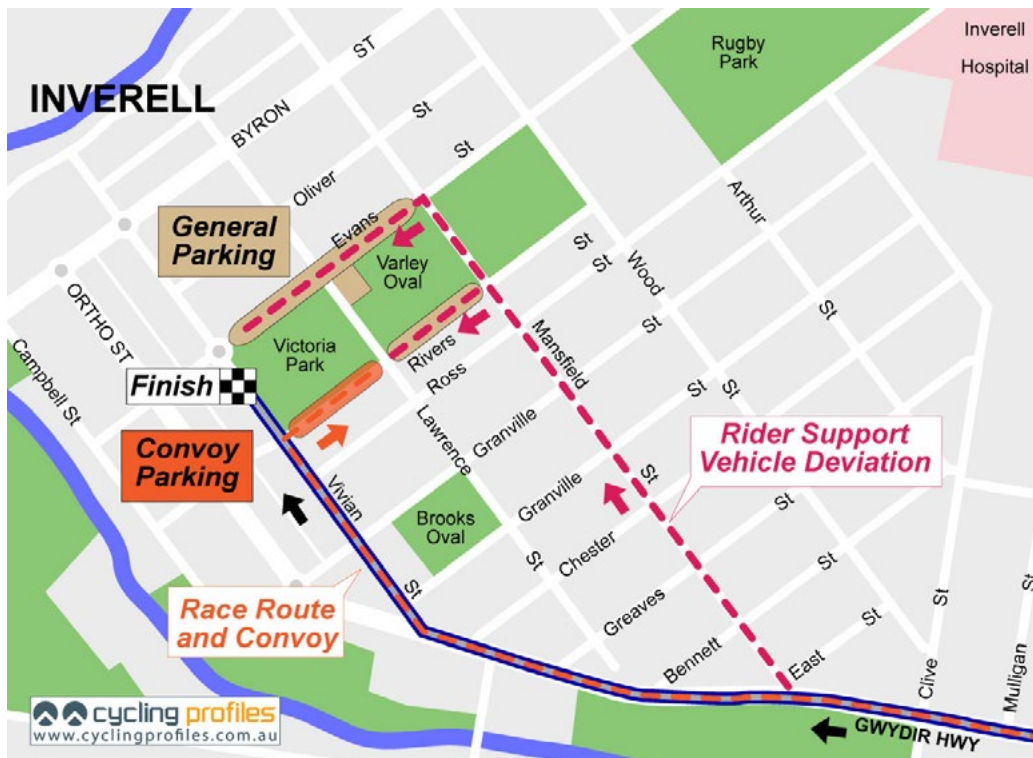 INVERELL
BYRON
ST
Oliver
St
Evans
St
Rugby
Park
Inverell
Hospital
General
Parking
Varley
Oval
Victoria
Park
ORTHO ST
Campbell St
Finish
Convoy
Parking
Rivers
St
Ross
St
Lawrence
St
Granville
St
Granville
St
Mansfield
St
Wood
St
Arthur
St
Vivian
St
Brooks
Oval
Chester
St
Greaves
St
Bennett
East
St
Clive
St
Mulligan
St
Rider Support
Vehicle Deviation
Race Route
and Convoy
GWYDIR HWY
cycling profiles
www.cyclingprofiles.com.au